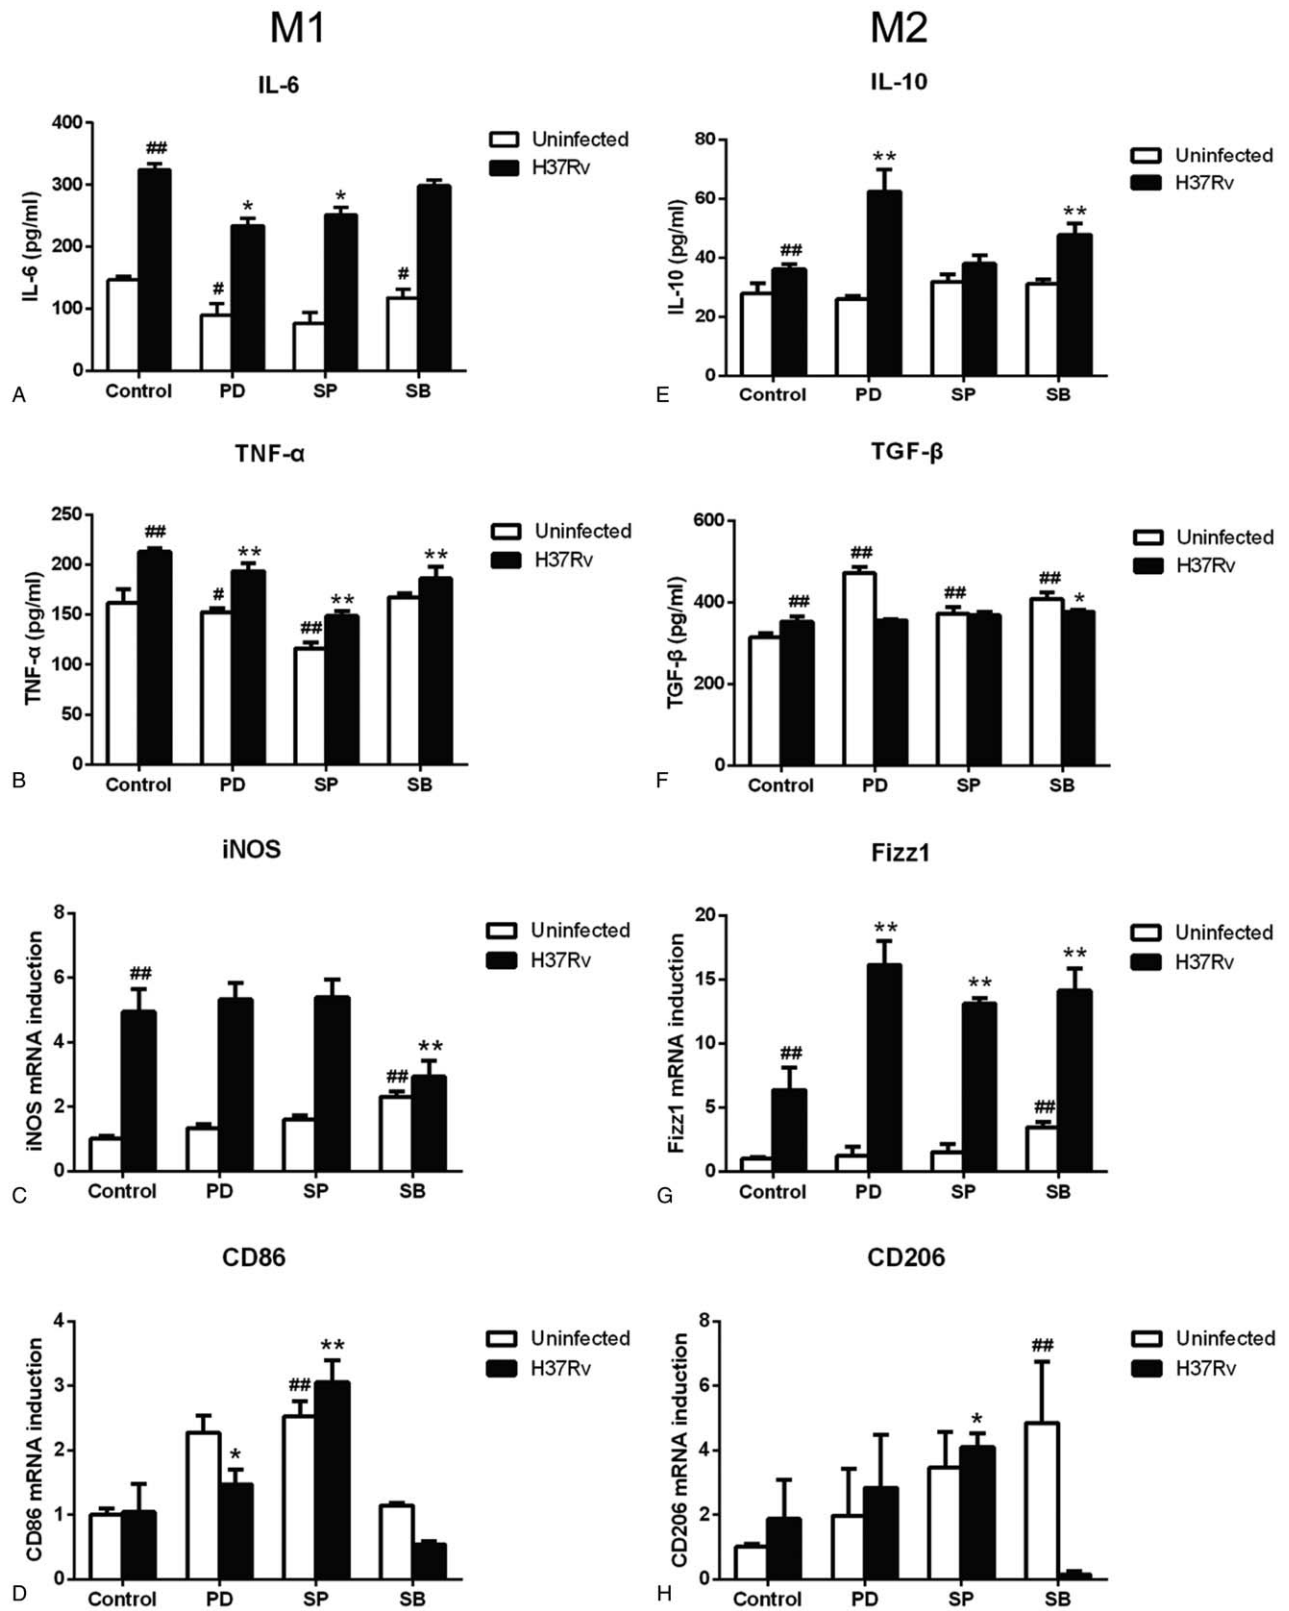 M1
M2
IL-6
IL-6 (pg/ml)
400
300
200
100
0
##
#
*
*
#
Control
PD
SP
SB
Uninfected
H37Rv
A
IL-10
IL-10 (pg/ml)
80
60
40
20
0
##
**
**
Control
PD
SP
SB
Uninfected
H37Rv
E
TNF-α
TNF-α (pg/ml)
250
200
150
100
50
0
##
#
**
##
**
**
Control
PD
SP
SB
Uninfected
H37Rv
B
TGF-β
TGF-β (pg/ml)
600
400
200
0
##
##
##
##
*
Control
PD
SP
SB
Uninfected
H37Rv
F
iNOS
iNOS mRNA induction
8
6
4
2
0
##
##
**
Control
PD
SP
SB
Uninfected
H37Rv
C
Fizz1
Fizz1 mRNA induction
20
15
10
5
0
##
**
**
##
**
Control
PD
SP
SB
Uninfected
H37Rv
G
CD86
CD86 mRNA induction
4
3
2
1
0
*
##
**
Control
PD
SP
SB
Uninfected
H37Rv
D
CD206
CD206 mRNA induction
8
6
4
2
0
*
##
Control
PD
SP
SB
Uninfected
H37Rv
H